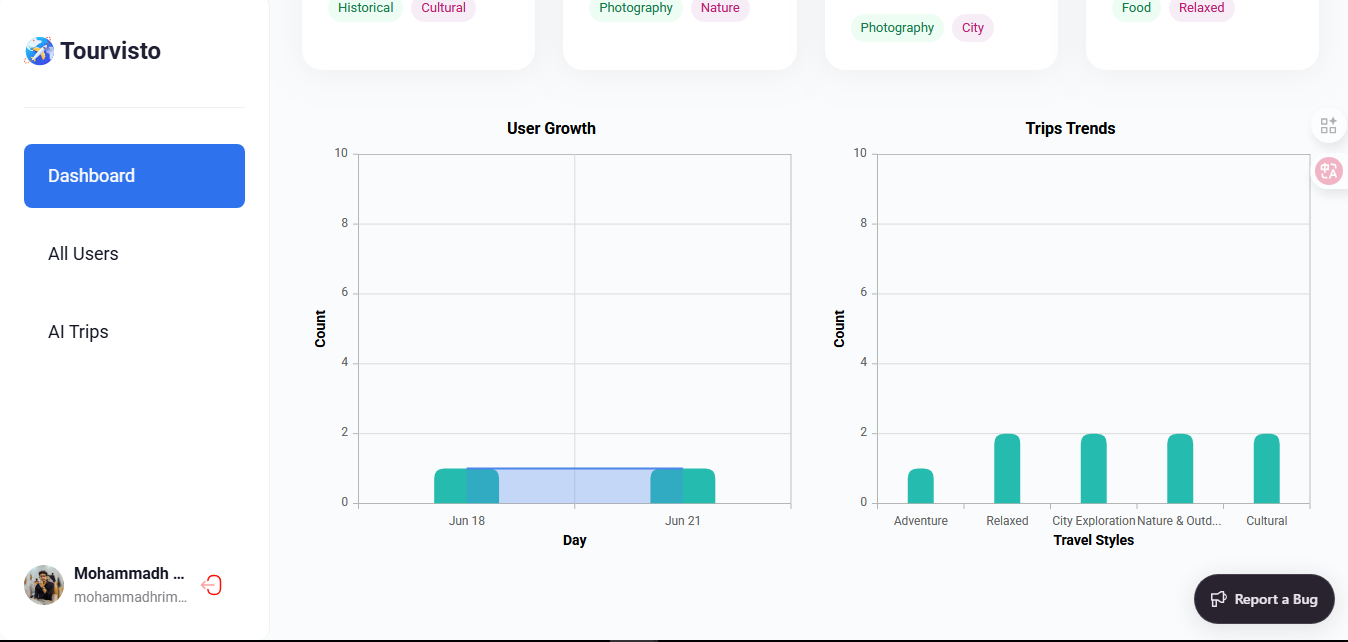 Tourvisto
Dashboard
All Users
AI Trips
Mohammadh ...
mohammadhrim...
Historical
Cultural
Photography
Nature
Photography
City
Food
Relaxed
User Growth
10
8
6
4
2
0
Count
Jun 18
Jun 21
Day
Trips Trends
10
8
6
4
2
0
Count
Adventure
Relaxed
City Exploration
Nature & Outd...
Cultural
Travel Styles
中
A
Report a Bug